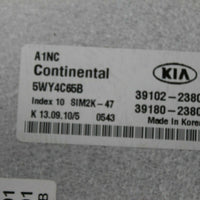 A1NC
Continental
KIA
5WY4C65B
39102-2380
Index 10 SIM2K-47
39180-2380
K 13.09.10/5 0543
Made in Korea